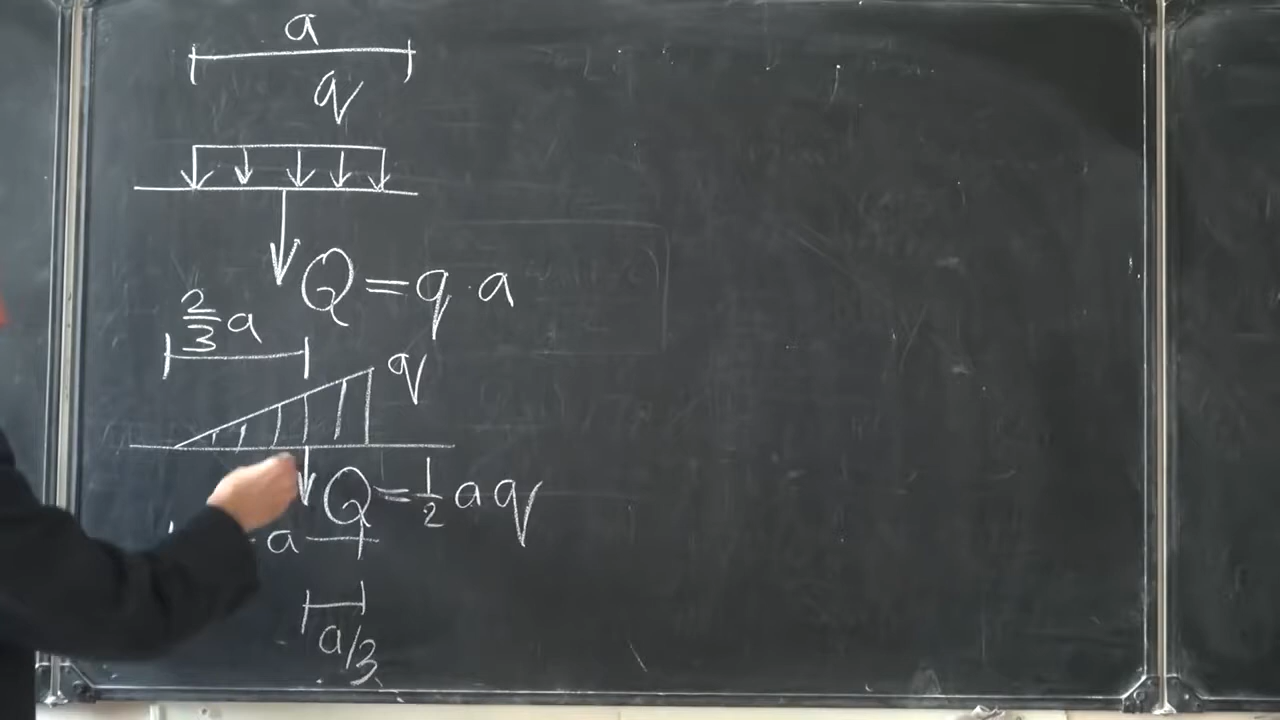 a
q
Q = q · a
2/3 a
q
Q = 1/2 a q
a
a/3